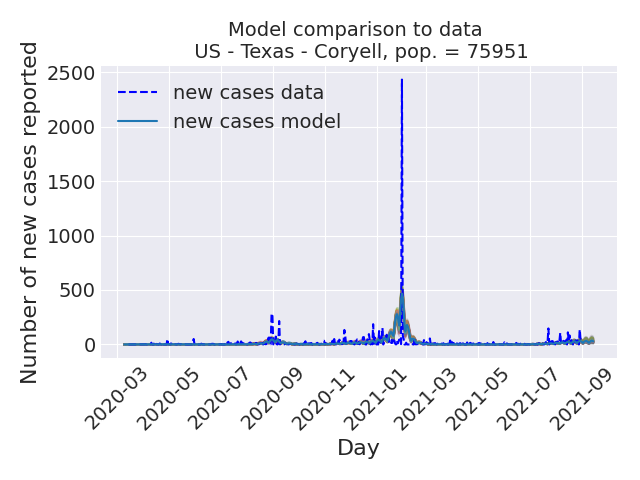 Model comparison to data
US - Texas - Coryell, pop. = 75951
Number of new cases reported
2500
2000
1500
1000
500
0
new cases data
new cases model
2020-03
2020-05
2020-07
2020-09
2020-11
2021-01
2021-03
2021-05
2021-07
2021-09
Day